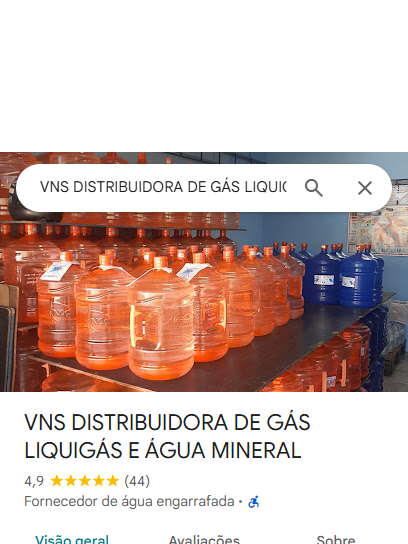 VNS DISTRIBUIDORA DE GÁS LIQUIG
VNS DISTRIBUIDORA DE GÁS
LIQUIGÁS E ÁGUA MINERAL
4,9 (44)
Fornecedor de água engarrafada •
Visão geral Avaliações Sobre